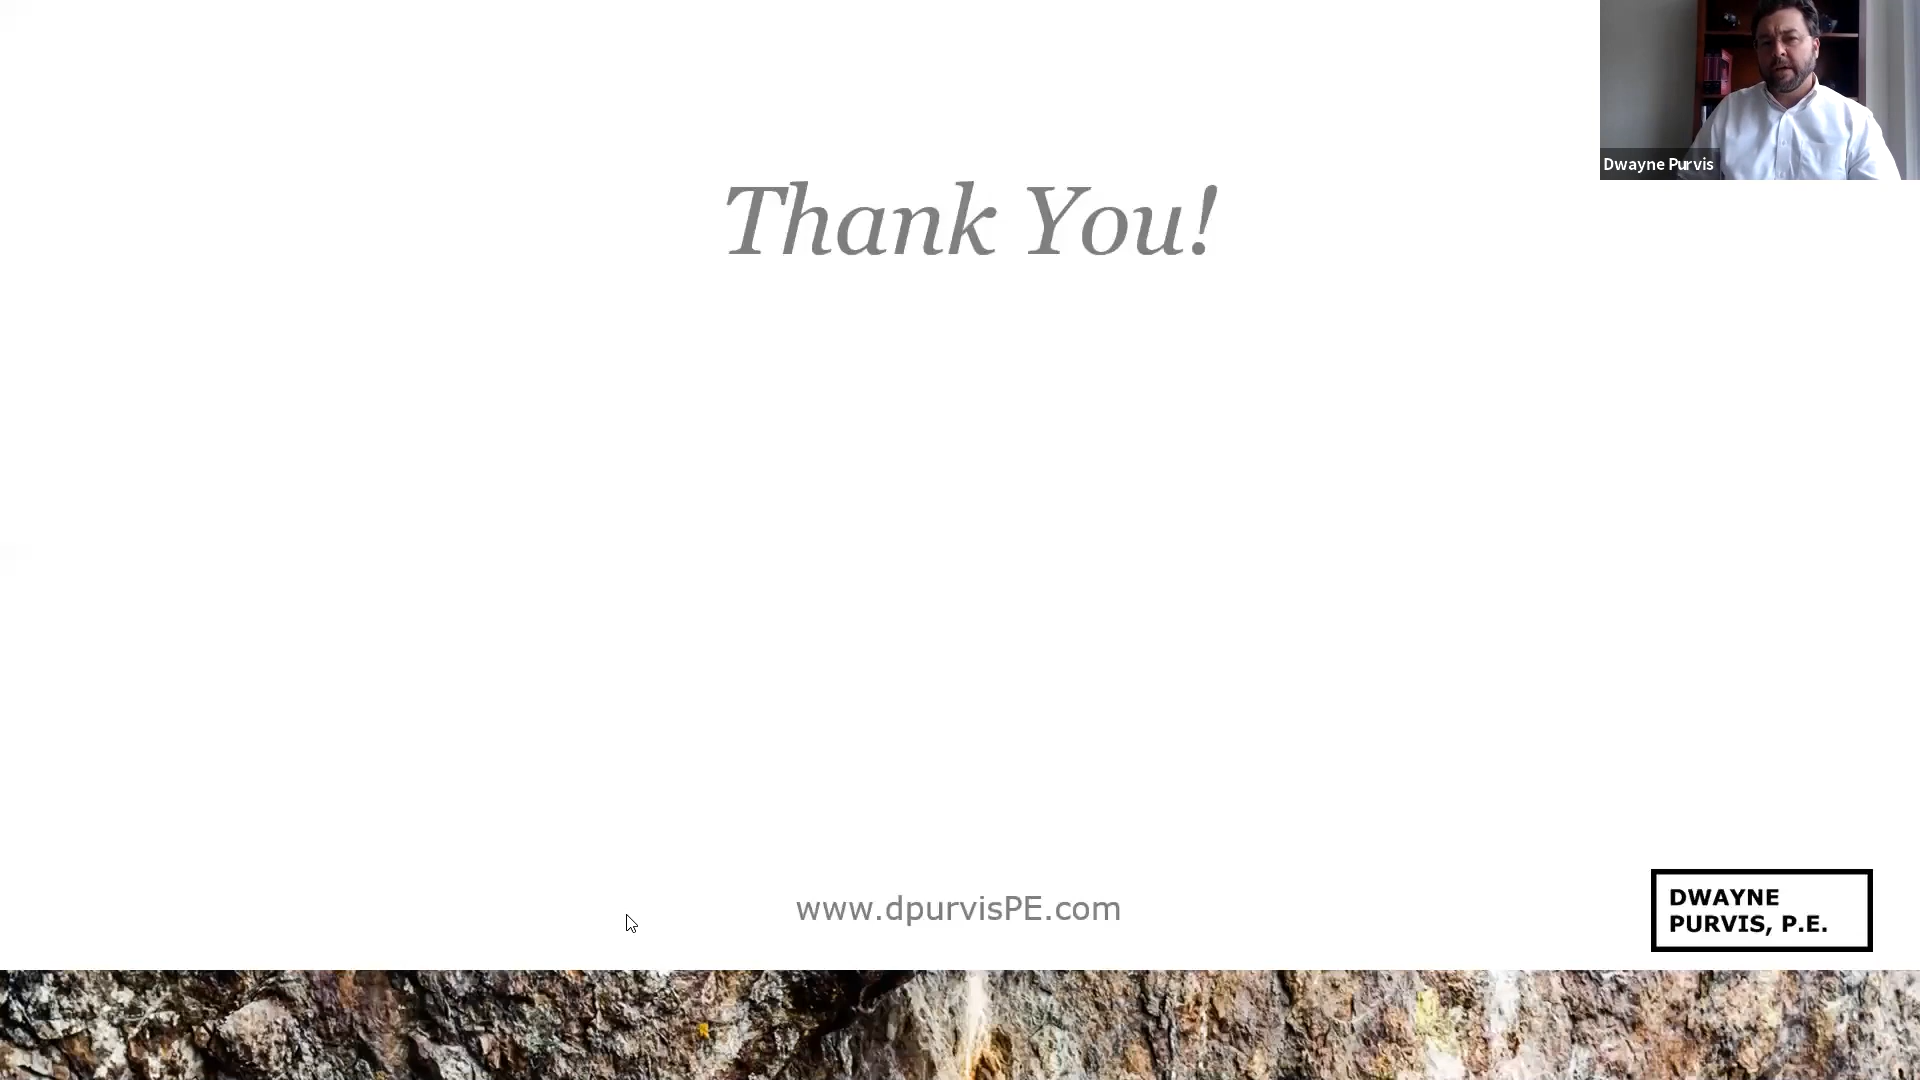 Dwayne Purvis
Thank You!
www.dpurvisPE.com
DWAYNE
PURVIS, P.E.